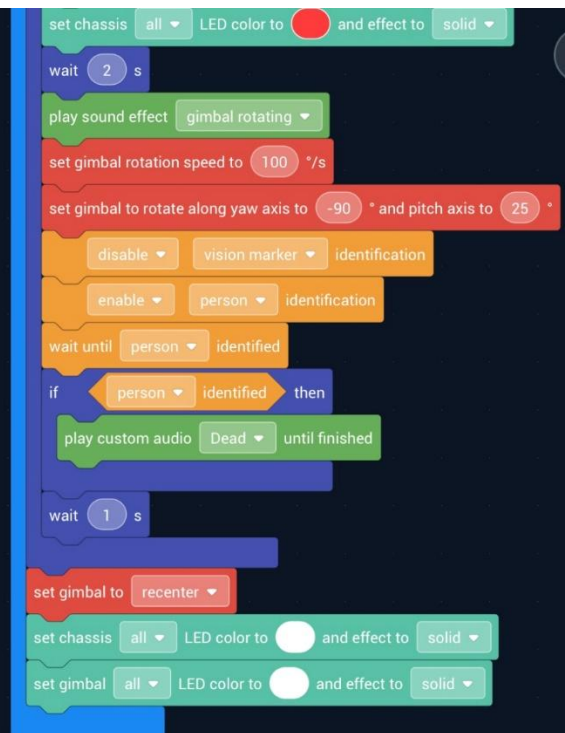 set chassis all LED color to and effect to solid
wait 2 s
play sound effect gimbal rotating
set gimbal rotation speed to 100 °/s
set gimbal to rotate along yaw axis to -90 ° and pitch axis to 25 °
disable vision marker identification
enable person identification
wait until person identified
if person identified then
play custom audio Dead until finished
wait 1 s
set gimbal to recenter
set chassis all LED color to and effect to solid
set gimbal all LED color to and effect to solid